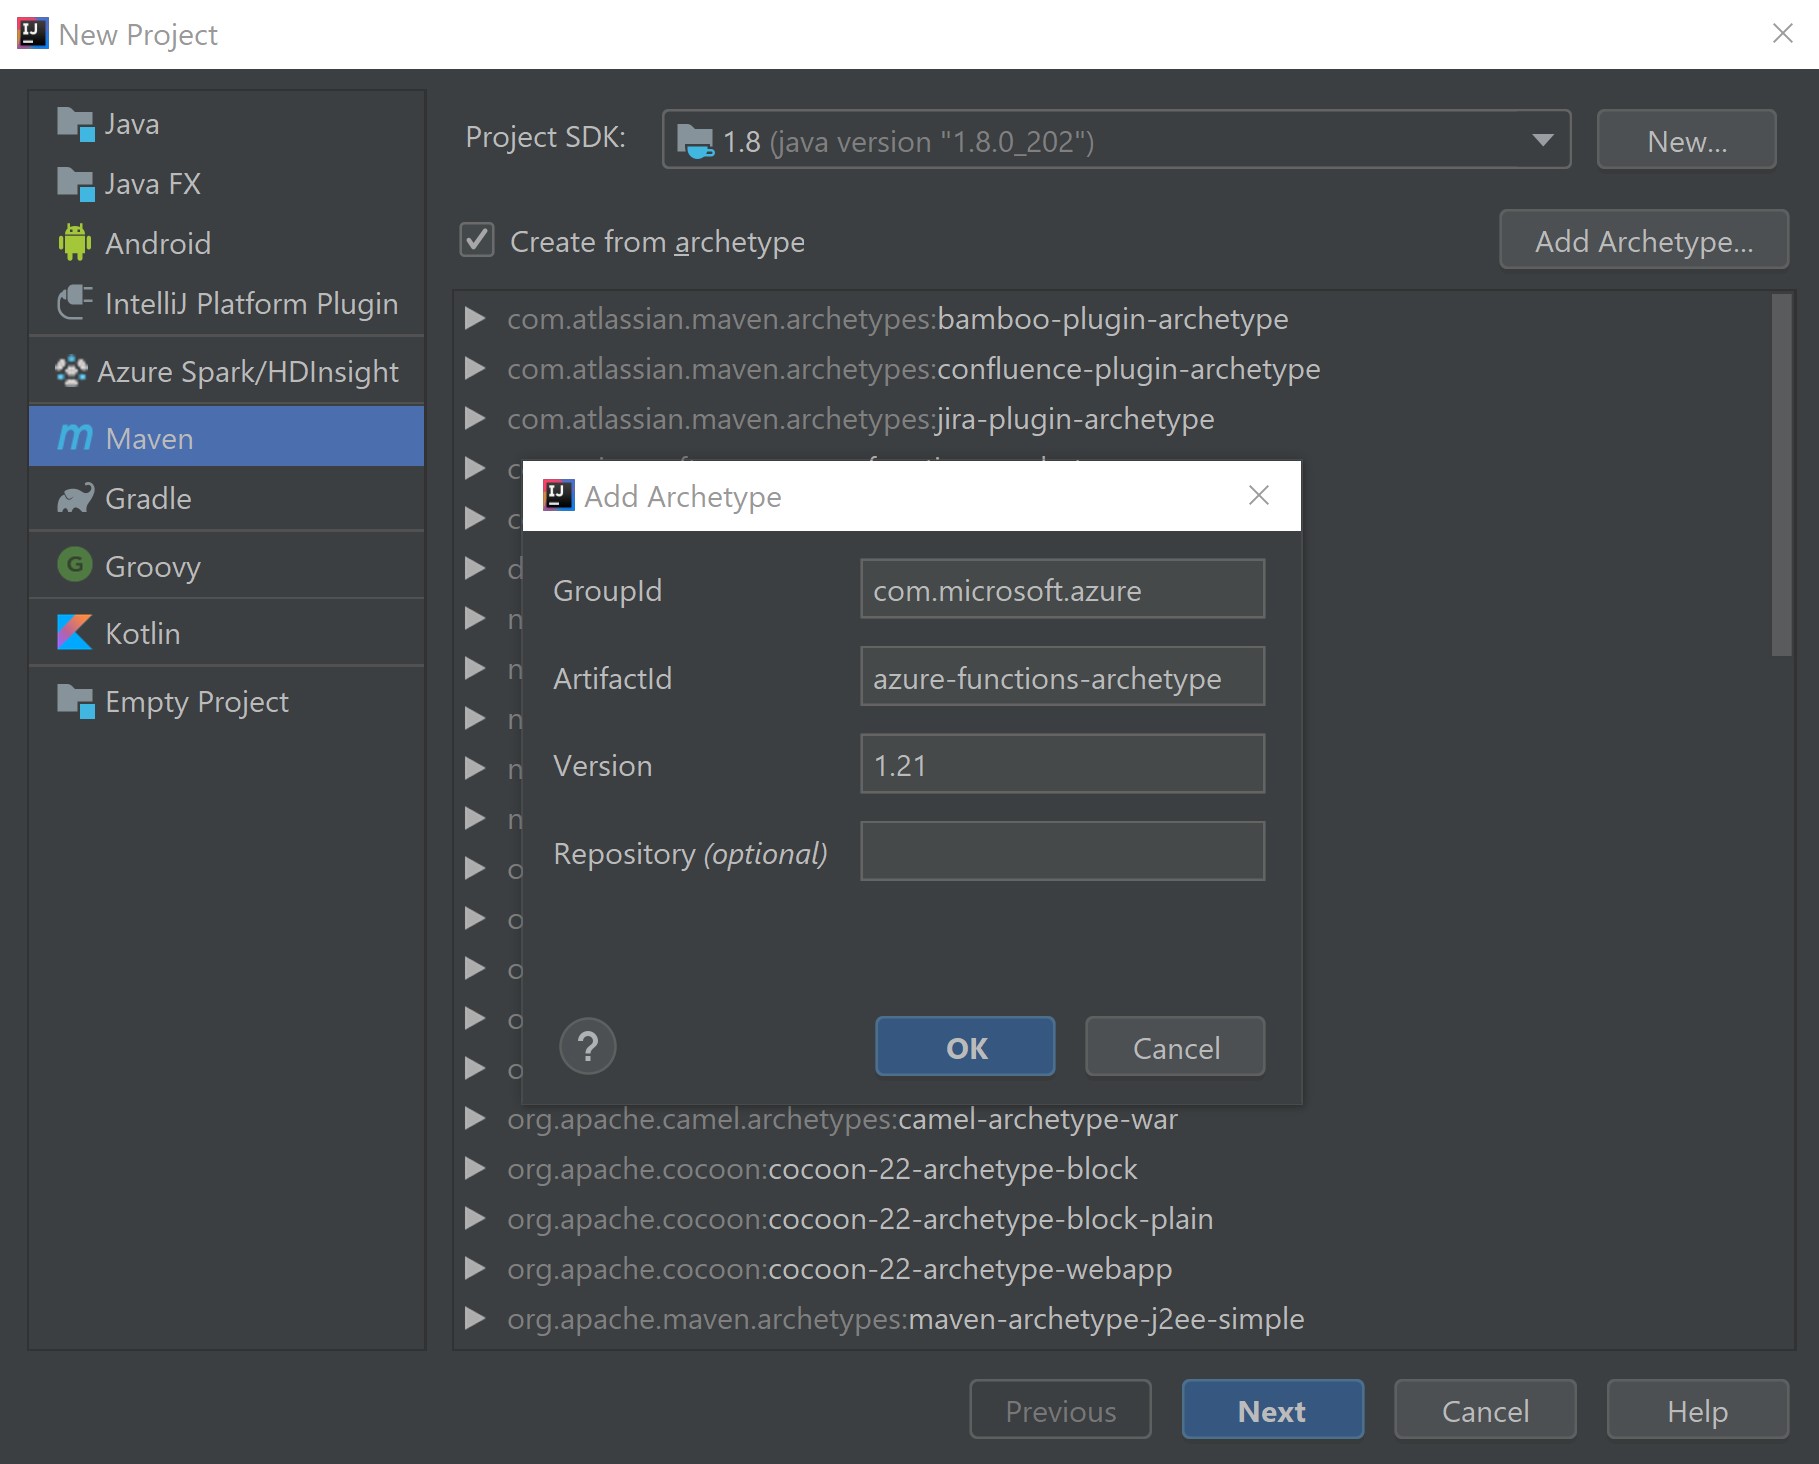 New Project
Java
Java FX
Android
IntelliJ Platform Plugin
Azure Spark/HDInsight
Maven
Gradle
Groovy
Kotlin
Empty Project
Project SDK: 1.8 (java version "1.8.0_202") New...
Create from archetype Add Archetype...
com.atlassian.maven.archetypes:bamboo-plugin-archetype
com.atlassian.maven.archetypes:confluence-plugin-archetype
com.atlassian.maven.archetypes:jira-plugin-archetype
Add Archetype
GroupId com.microsoft.azure
ArtifactId azure-functions-archetype
Version 1.21
Repository (optional)
? OK Cancel
org.apache.camel.archetypes:camel-archetype-war
org.apache.cocoon:cocoon-22-archetype-block
org.apache.cocoon:cocoon-22-archetype-block-plain
org.apache.cocoon:cocoon-22-archetype-webapp
org.apache.maven.archetypes:maven-archetype-j2ee-simple
Previous Next Cancel Help